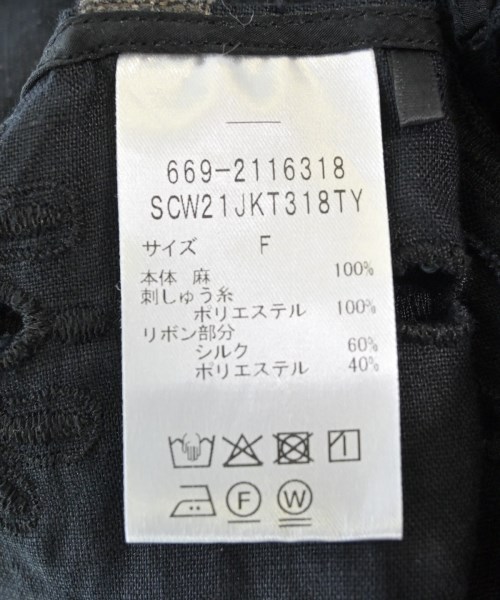 669-2116318
SCW21JKT318TY
サイズ F
本体 麻 100%
刺しゅう糸
ポリエステル 100%
リボン部分
シルク 60%
ポリエステル 40%
F W